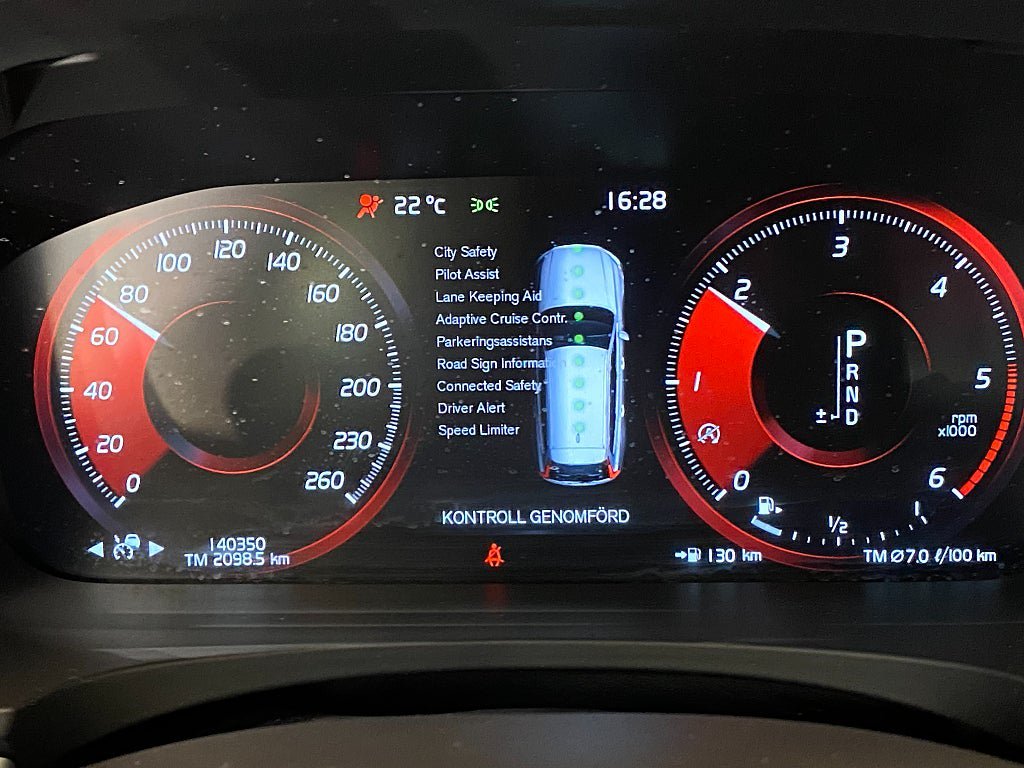 22°C
16:28
0
20
40
60
80
100
120
140
160
180
200
230
260
City Safety
Pilot Assist
Lane Keeping Aid
Adaptive Cruise Contr.
Parkeringsassistans
Road Sign Information
Connected Safety
Driver Alert
Speed Limiter
KONTROLL GENOMFÖRD
0
1
2
3
4
5
6
rpm
x1000
P
R
N
± D
1/2
1
140350
TM 2098.5 km
130 km
TM Ø7.0 ℓ/100 km